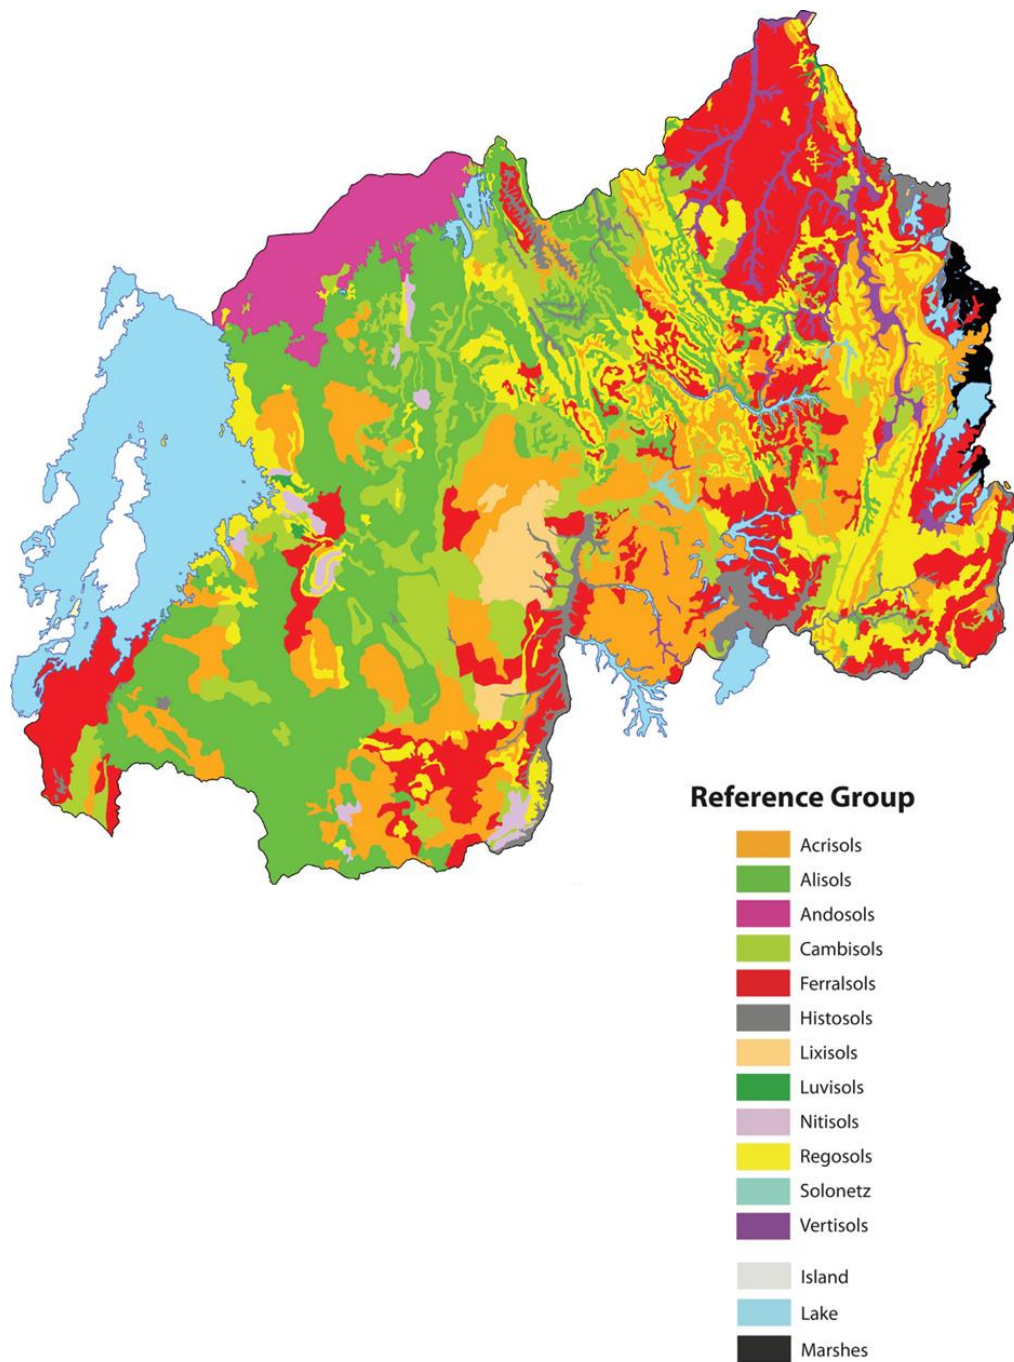 Reference Group
Acrisols
Alisols
Andosols
Cambisols
Ferralsols
Histosols
Lixisols
Luvisols
Nitisols
Regosols
Solonetz
Vertisols
Island
Lake
Marshes